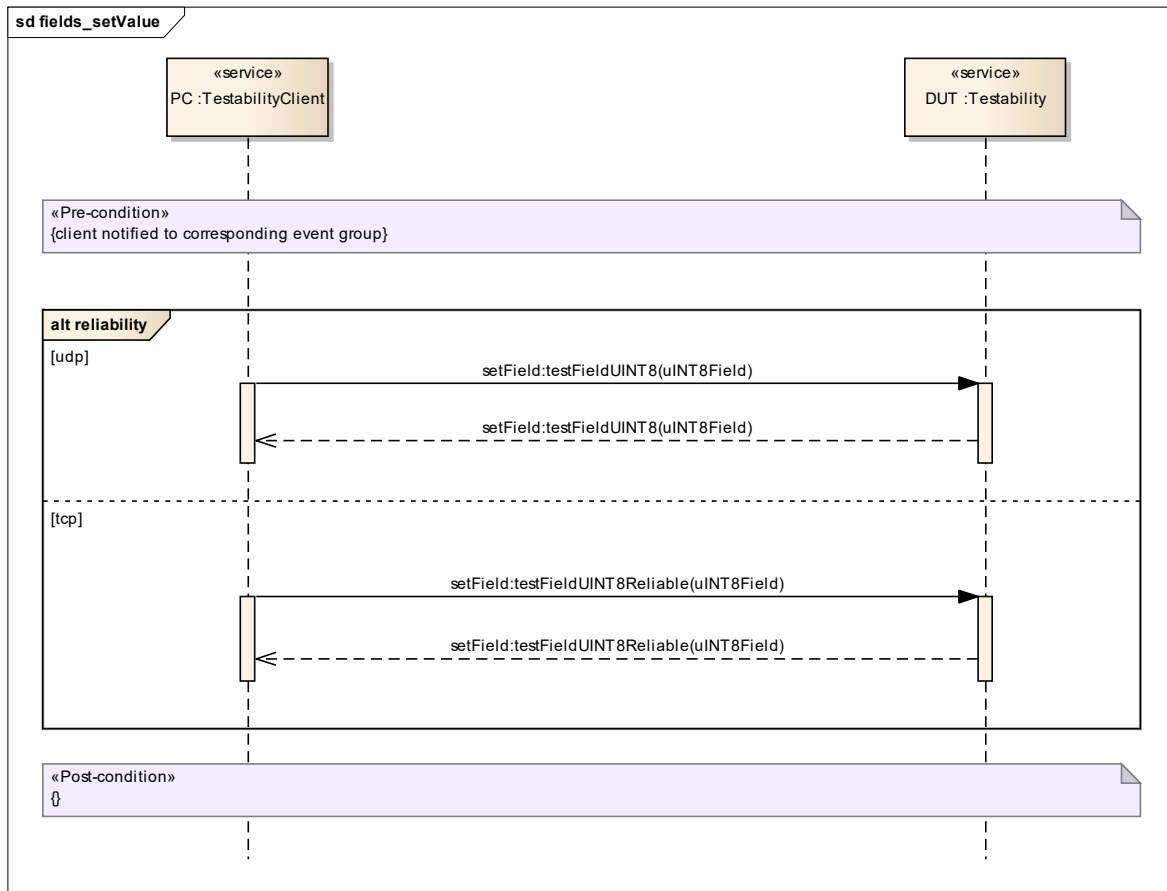 sd fields_setValue
«service»
PC :TestabilityClient
«service»
DUT :Testability
«Pre-condition»
{client notified to corresponding event group}
alt reliability
[udp]
setField:testFieldUINT8(uINT8Field)
setField:testFieldUINT8(uINT8Field)
[tcp]
setField:testFieldUINT8Reliable(uINT8Field)
setField:testFieldUINT8Reliable(uINT8Field)
«Post-condition»
{}